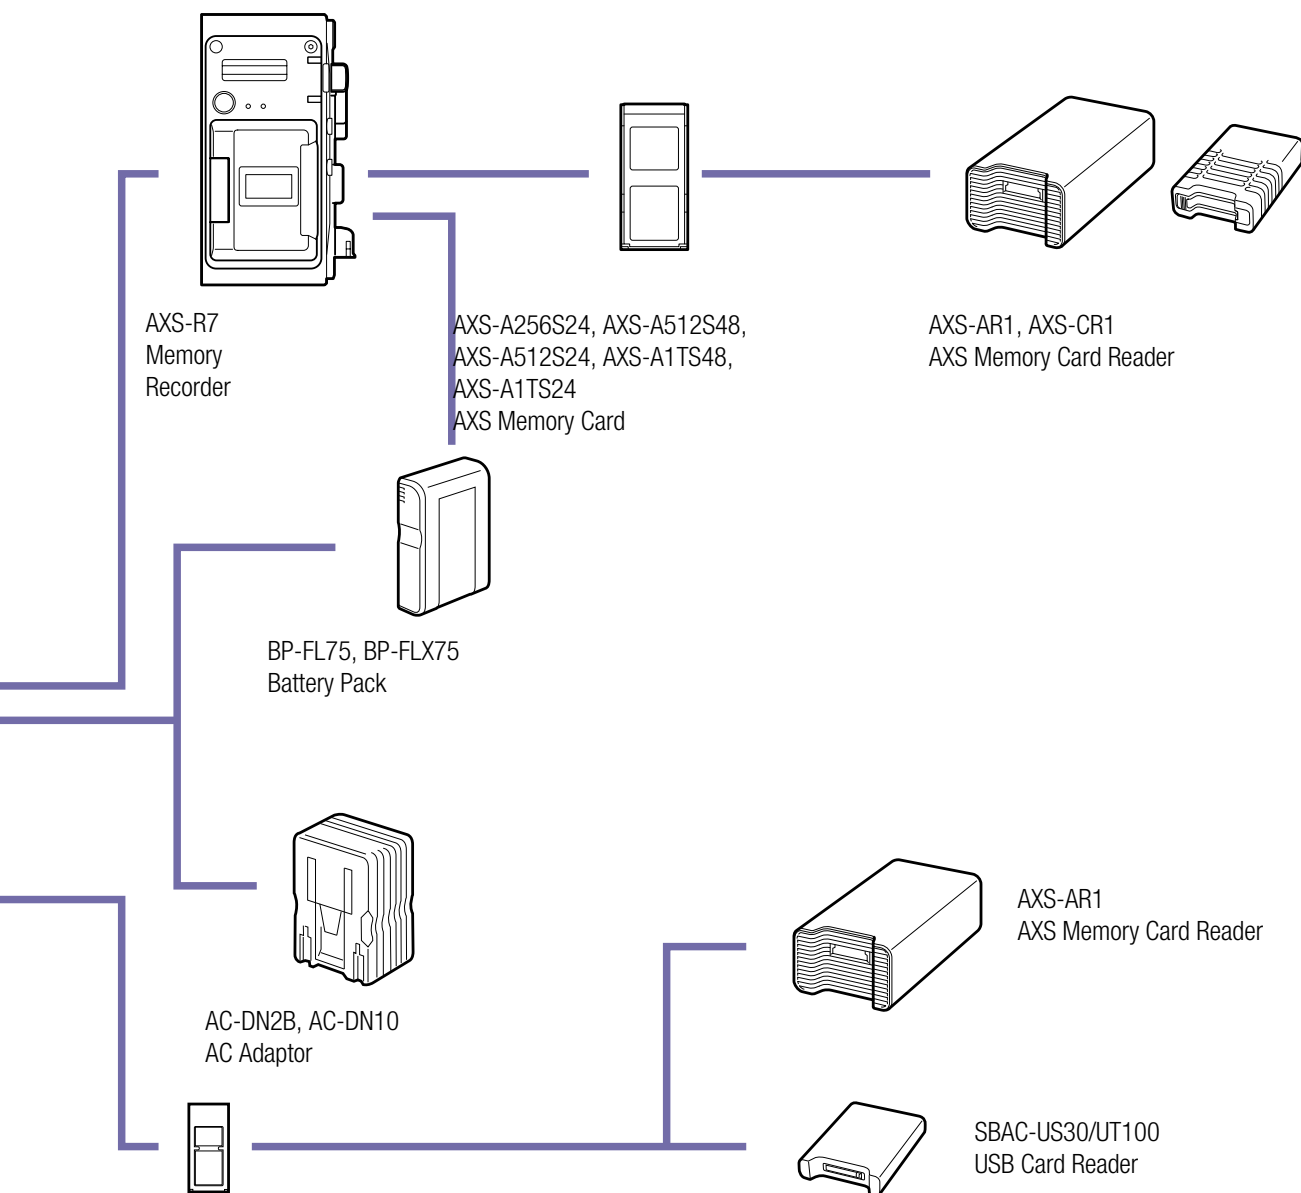 AXS-R7
Memory
Recorder
AXS-A256S24, AXS-A512S48,
AXS-A512S24, AXS-A1TS48,
AXS-A1TS24
AXS Memory Card
AXS-AR1, AXS-CR1
AXS Memory Card Reader
BP-FL75, BP-FLX75
Battery Pack
AXS-AR1
AXS Memory Card Reader
AC-DN2B, AC-DN10
AC Adaptor
SBAC-US30/UT100
USB Card Reader